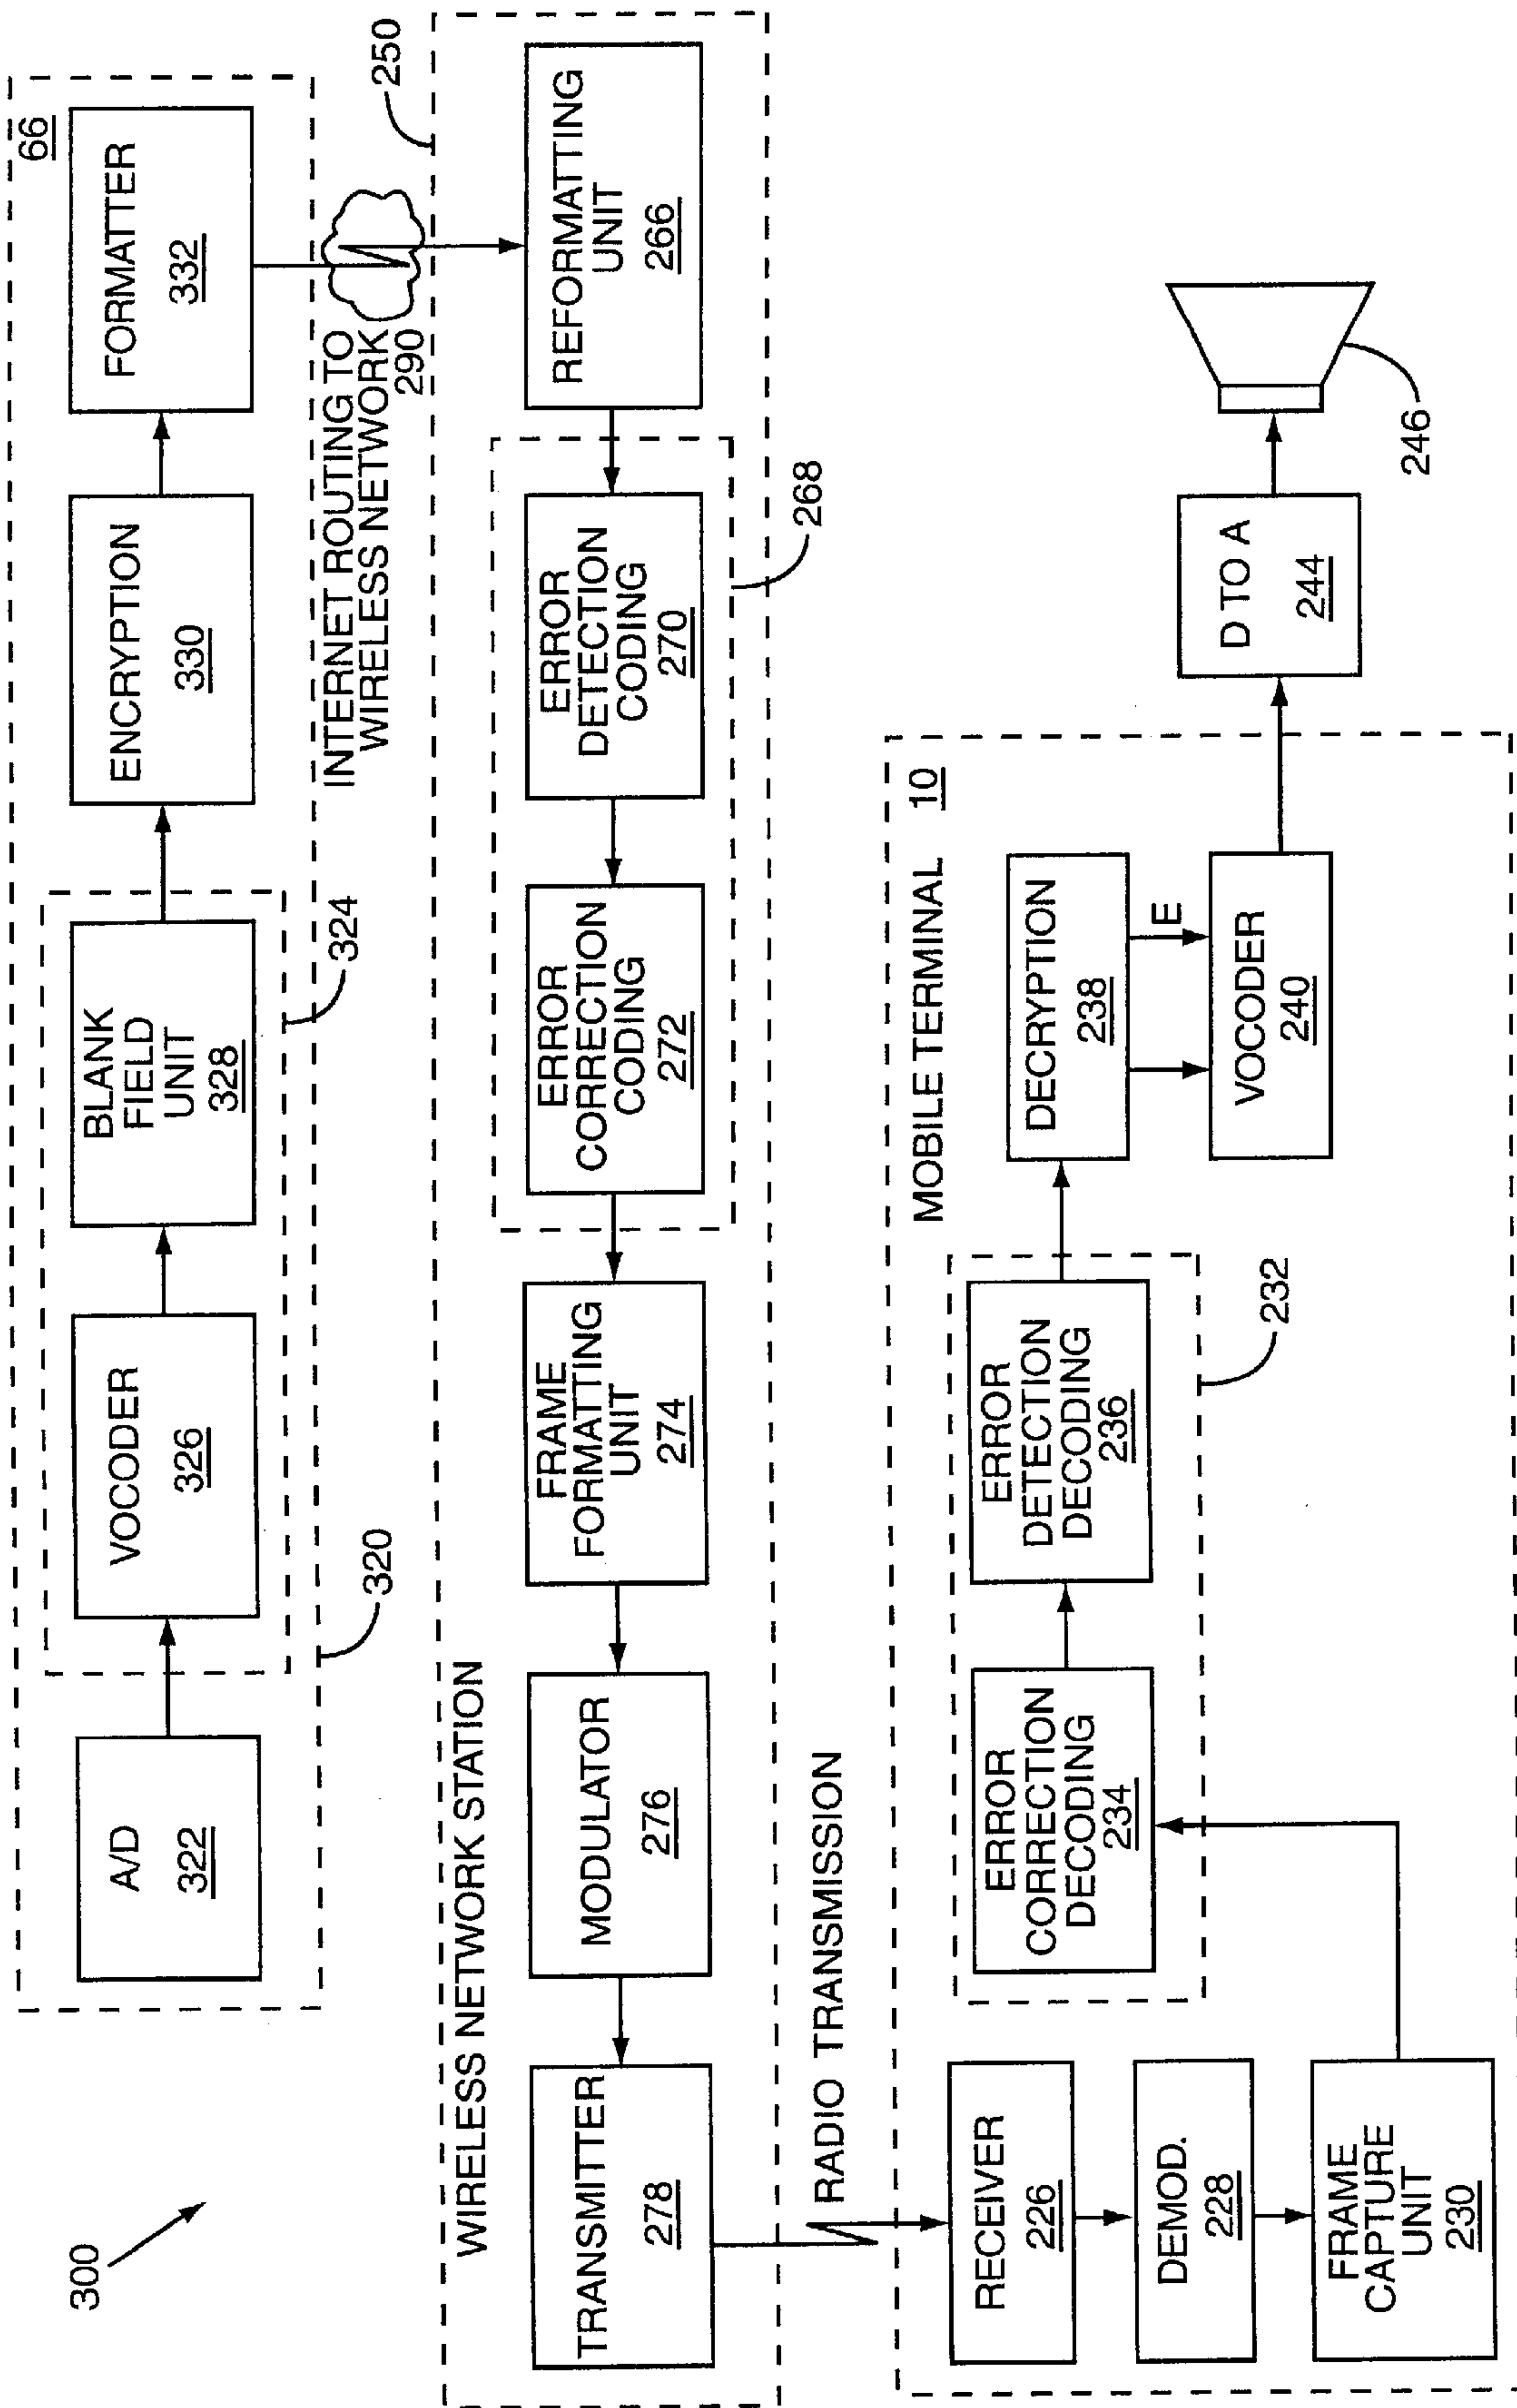 300
66
A/D
322
VOCODER
326
BLANK
FIELD
UNIT
328
ENCRYPTION
330
FORMATTER
332
320
324
INTERNET ROUTING TO
WIRELESS NETWORK
290
250
WIRELESS NETWORK STATION
TRANSMITTER
278
MODULATOR
276
FRAME
FORMATTING
UNIT
274
ERROR
CORRECTION
CODING
272
ERROR
DETECTION
CODING
270
REFORMATTING
UNIT
266
268
RADIO TRANSMISSION
MOBILE TERMINAL
10
RECEIVER
226
DEMOD.
228
FRAME
CAPTURE
UNIT
230
ERROR
CORRECTION
DECODING
234
ERROR
DETECTION
DECODING
236
232
DECRYPTION
238
E
VOCODER
240
D TO A
244
246